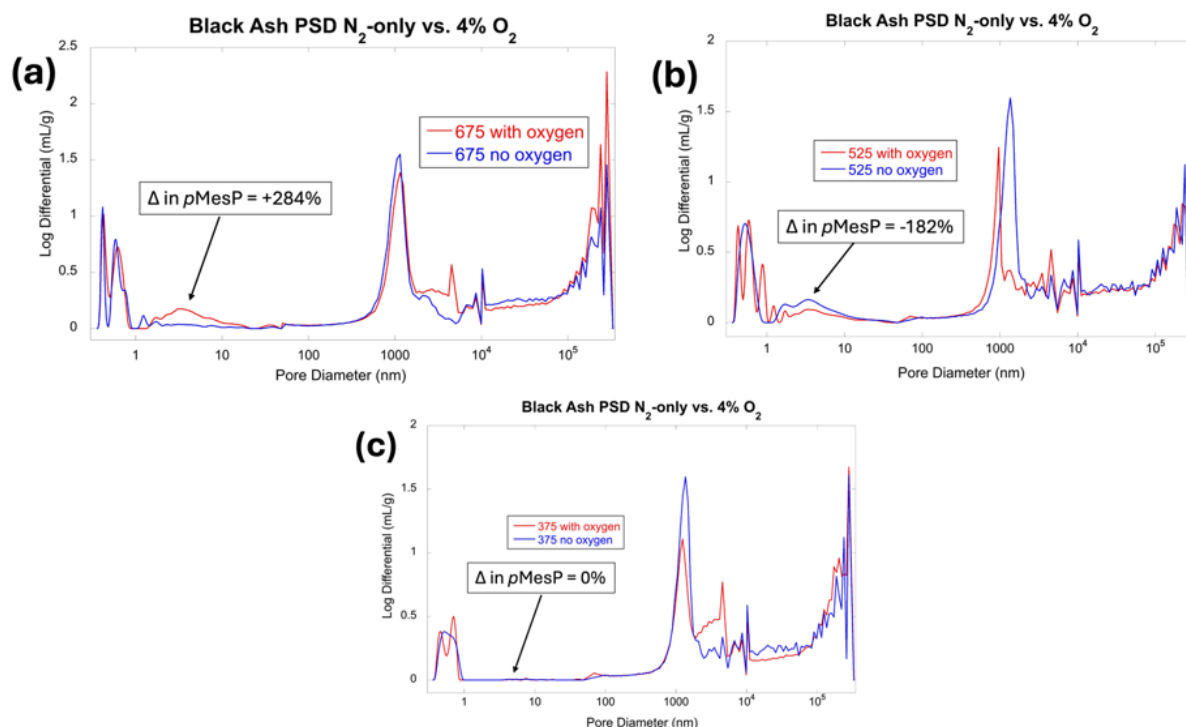 Black Ash PSD N₂-only vs. 4% O₂
(a)
2.5
2
1.5
1
0.5
0
Log Differential (mL/g)
675 with oxygen
675 no oxygen
Δ in pMesP = +284%
1 10 100 1000 10⁴ 10⁵
Pore Diameter (nm)
Black Ash PSD N₂-only vs. 4% O₂
(b)
2
1.5
1
0.5
0
Log Differential (mL/g)
525 with oxygen
525 no oxygen
Δ in pMesP = -182%
1 10 100 1000 10⁴ 10⁵
Pore Diameter (nm)
Black Ash PSD N₂-only vs. 4% O₂
(c)
2
1.5
1
0.5
0
Log Differential (mL/g)
375 with oxygen
375 no oxygen
Δ in pMesP = 0%
1 10 100 1000 10⁴ 10⁵
Pore Diameter (nm)